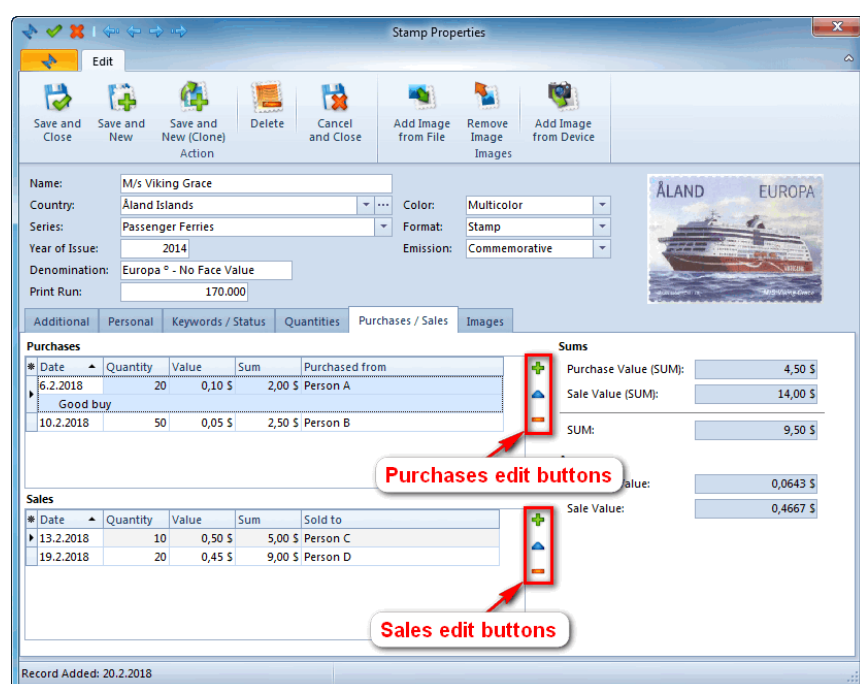 Stamp Properties
Edit
Save and Close
Save and New
Save and New (Clone)
Delete
Cancel and Close
Add Image from File
Remove Image
Add Image from Device
Action
Images
Name: M/s Viking Grace
Country: Åland Islands
Color: Multicolor
Series: Passenger Ferries
Format: Stamp
Year of Issue: 2014
Emission: Commemorative
Denomination: Europa º - No Face Value
Print Run: 170.000
ÅLAND EUROPA
Additional Personal Keywords / Status Quantities Purchases / Sales Images
Purchases
Date Quantity Value Sum Purchased from
6.2.2018 20 0,10 $ 2,00 $ Person A
Good buy
10.2.2018 50 0,05 $ 2,50 $ Person B
Purchases edit buttons
Sales
Date Quantity Value Sum Sold to
13.2.2018 10 0,50 $ 5,00 $ Person C
19.2.2018 20 0,45 $ 9,00 $ Person D
Sales edit buttons
Sums
Purchase Value (SUM): 4,50 $
Sale Value (SUM): 14,00 $
SUM: 9,50 $
alue: 0,0643 $
Sale Value: 0,4667 $
Record Added: 20.2.2018